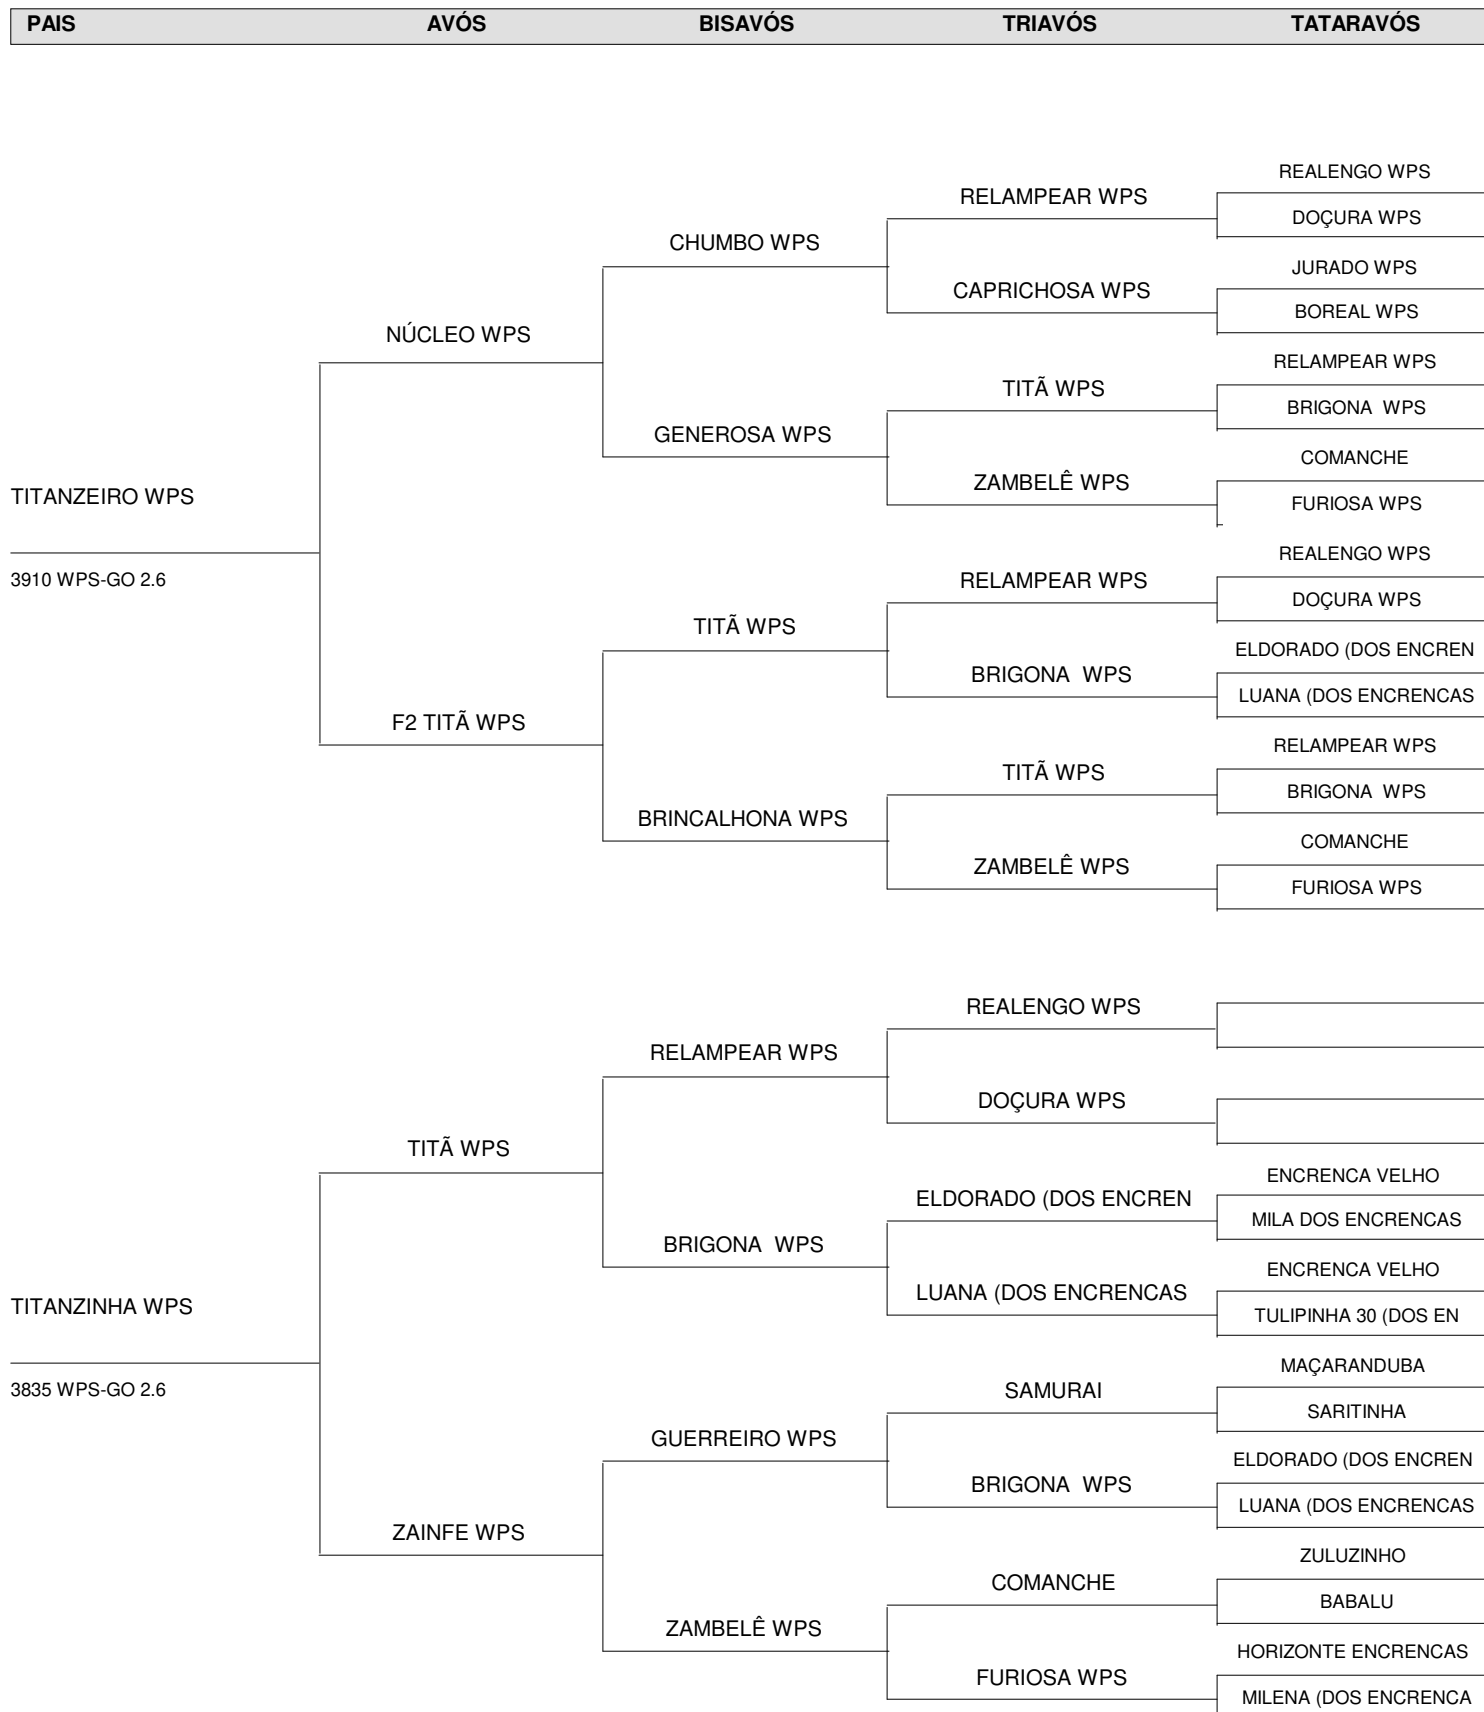 PAIS AVÓS BISAVÓS TRIAVÓS TATARAVÓS
REALENGO WPS
RELAMPEAR WPS
DOÇURA WPS
CHUMBO WPS
JURADO WPS
CAPRICHOSA WPS
BOREAL WPS
NÚCLEO WPS
RELAMPEAR WPS
TITÃ WPS
BRIGONA WPS
GENEROSA WPS
COMANCHE
ZAMBELÊ WPS
TITANZEIRO WPS
FURIOSA WPS
REALENGO WPS
3910 WPS-GO 2.6
RELAMPEAR WPS
DOÇURA WPS
TITÃ WPS
ELDORADO (DOS ENCREN
BRIGONA WPS
LUANA (DOS ENCRENCAS
F2 TITÃ WPS
RELAMPEAR WPS
TITÃ WPS
BRIGONA WPS
BRINCALHONA WPS
COMANCHE
ZAMBELÊ WPS
FURIOSA WPS
REALENGO WPS
RELAMPEAR WPS
DOÇURA WPS
TITÃ WPS
ENCRENCA VELHO
ELDORADO (DOS ENCREN
MILA DOS ENCRENCAS
BRIGONA WPS
ENCRENCA VELHO
LUANA (DOS ENCRENCAS
TITANZINHA WPS
TULIPINHA 30 (DOS EN
MAÇARANDUBA
3835 WPS-GO 2.6
SAMURAI
SARITINHA
GUERREIRO WPS
ELDORADO (DOS ENCREN
BRIGONA WPS
LUANA (DOS ENCRENCAS
ZAINFE WPS
ZULUZINHO
COMANCHE
BABALU
ZAMBELÊ WPS
HORIZONTE ENCRENCAS
FURIOSA WPS
MILENA (DOS ENCRENCA